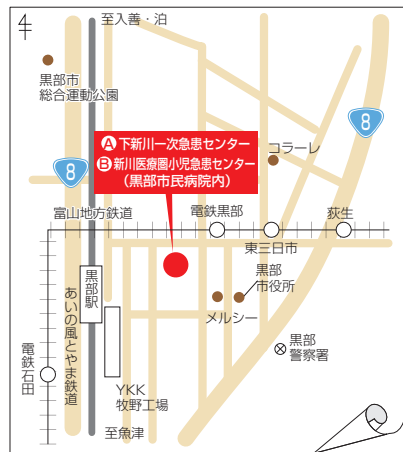 至入善・泊
黒部市
総合運動公園
8
Ⓐ下新川一次急患センター
Ⓑ新川医療圏小児急患センター
（黒部市民病院内）
コラーレ
8
富山地方鉄道
電鉄黒部
荻生
東三日市
黒部駅
あいの風とやま鉄道
黒部
市役所
メルシー
電鉄石田
黒部
警察署
YKK
牧野工場
至魚津